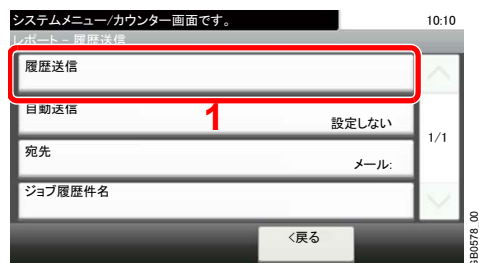 システムメニュー/カウンター画面です。 10:10
レポート - 履歴送信
履歴送信
1
自動送信
設定しない
1/1
宛先
メール:
ジョブ履歴件名
<戻る
GB0578_00